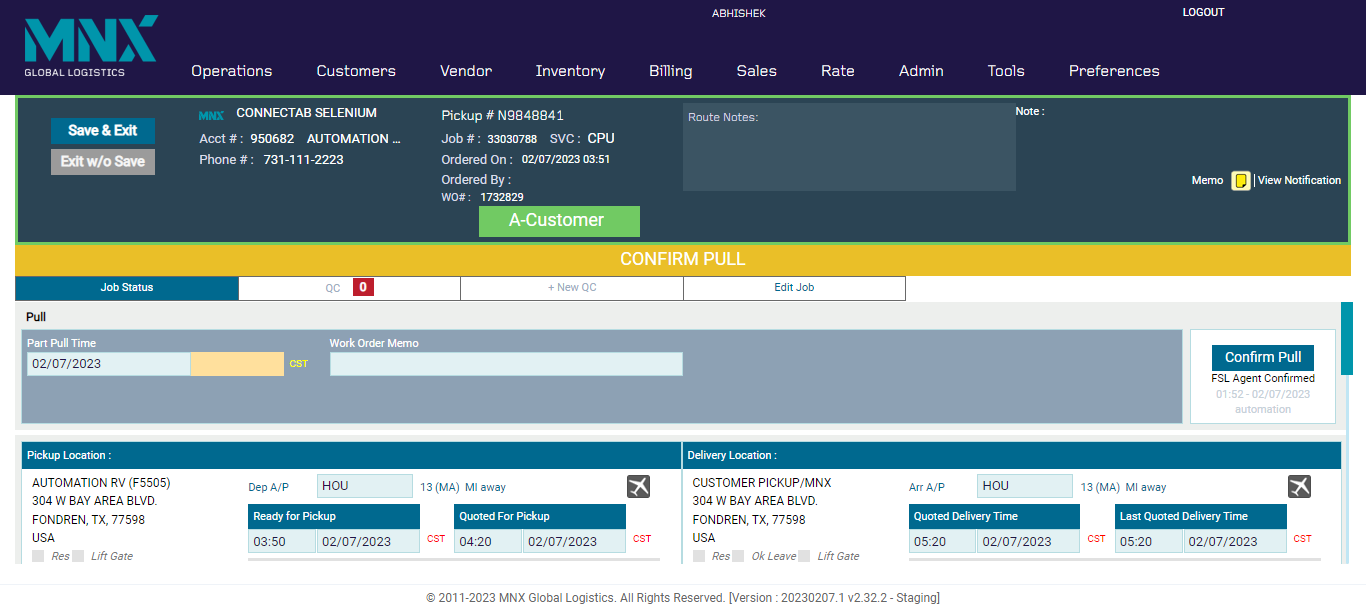 ABHISHEK
LOGOUT
MNX
GLOBAL LOGISTICS
Operations Customers Vendor Inventory Billing Sales Rate Admin Tools Preferences
Save & Exit
Exit w/o Save
MNX CONNECTAB SELENIUM
Acct # : 950682 AUTOMATION ...
Phone # : 731-111-2223
Pickup # N9848841
Job # : 33030788 SVC : CPU
Ordered On : 02/07/2023 03:51
Ordered By :
WO# : 1732829
A-Customer
Route Notes:
Note :
Memo | View Notification
CONFIRM PULL
Job Status QC 0 + New QC Edit Job
Pull
Part Pull Time Work Order Memo
02/07/2023 CST
Confirm Pull
FSL Agent Confirmed
01:52 - 02/07/2023
automation
Pickup Location :
AUTOMATION RV (F5505)
304 W BAY AREA BLVD.
FONDREN, TX, 77598
USA
Res Lift Gate
Dep A/P HOU 13 (MA) MI away
Ready for Pickup Quoted For Pickup
03:50 02/07/2023 CST 04:20 02/07/2023 CST
Delivery Location :
CUSTOMER PICKUP/MNX
304 W BAY AREA BLVD.
FONDREN, TX, 77598
USA
Res Ok Leave Lift Gate
Arr A/P HOU 13 (MA) MI away
Quoted Delivery Time Last Quoted Delivery Time
05:20 02/07/2023 CST 05:20 02/07/2023 CST
© 2011-2023 MNX Global Logistics. All Rights Reserved. [Version : 20230207.1 v2.32.2 - Staging]